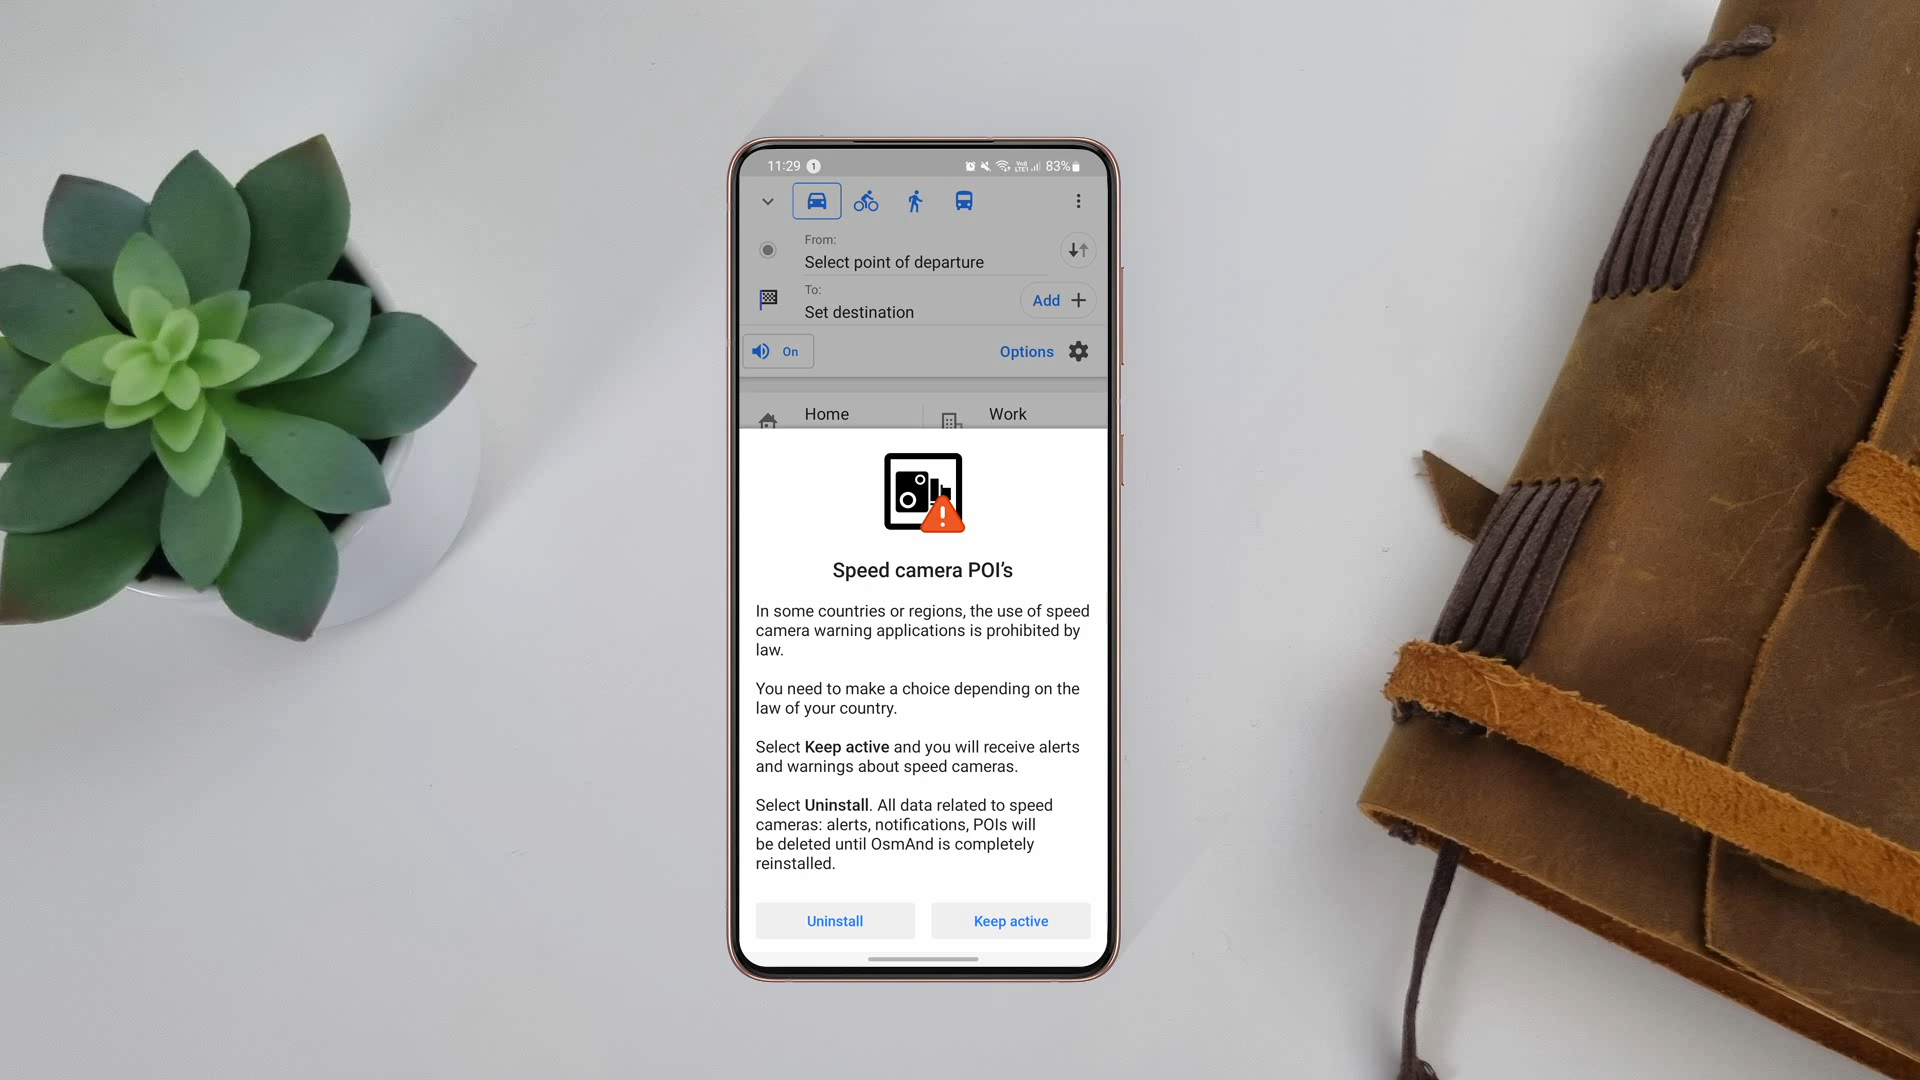 11:29 1 83%
From:
Select point of departure
To:
Set destination
Add
On
Options
Home
Work
Speed camera POI’s
In some countries or regions, the use of speed
camera warning applications is prohibited by
law.
You need to make a choice depending on the
law of your country.
Select Keep active and you will receive alerts
and warnings about speed cameras.
Select Uninstall. All data related to speed
cameras: alerts, notifications, POIs will
be deleted until OsmAnd is completely
reinstalled.
Uninstall
Keep active